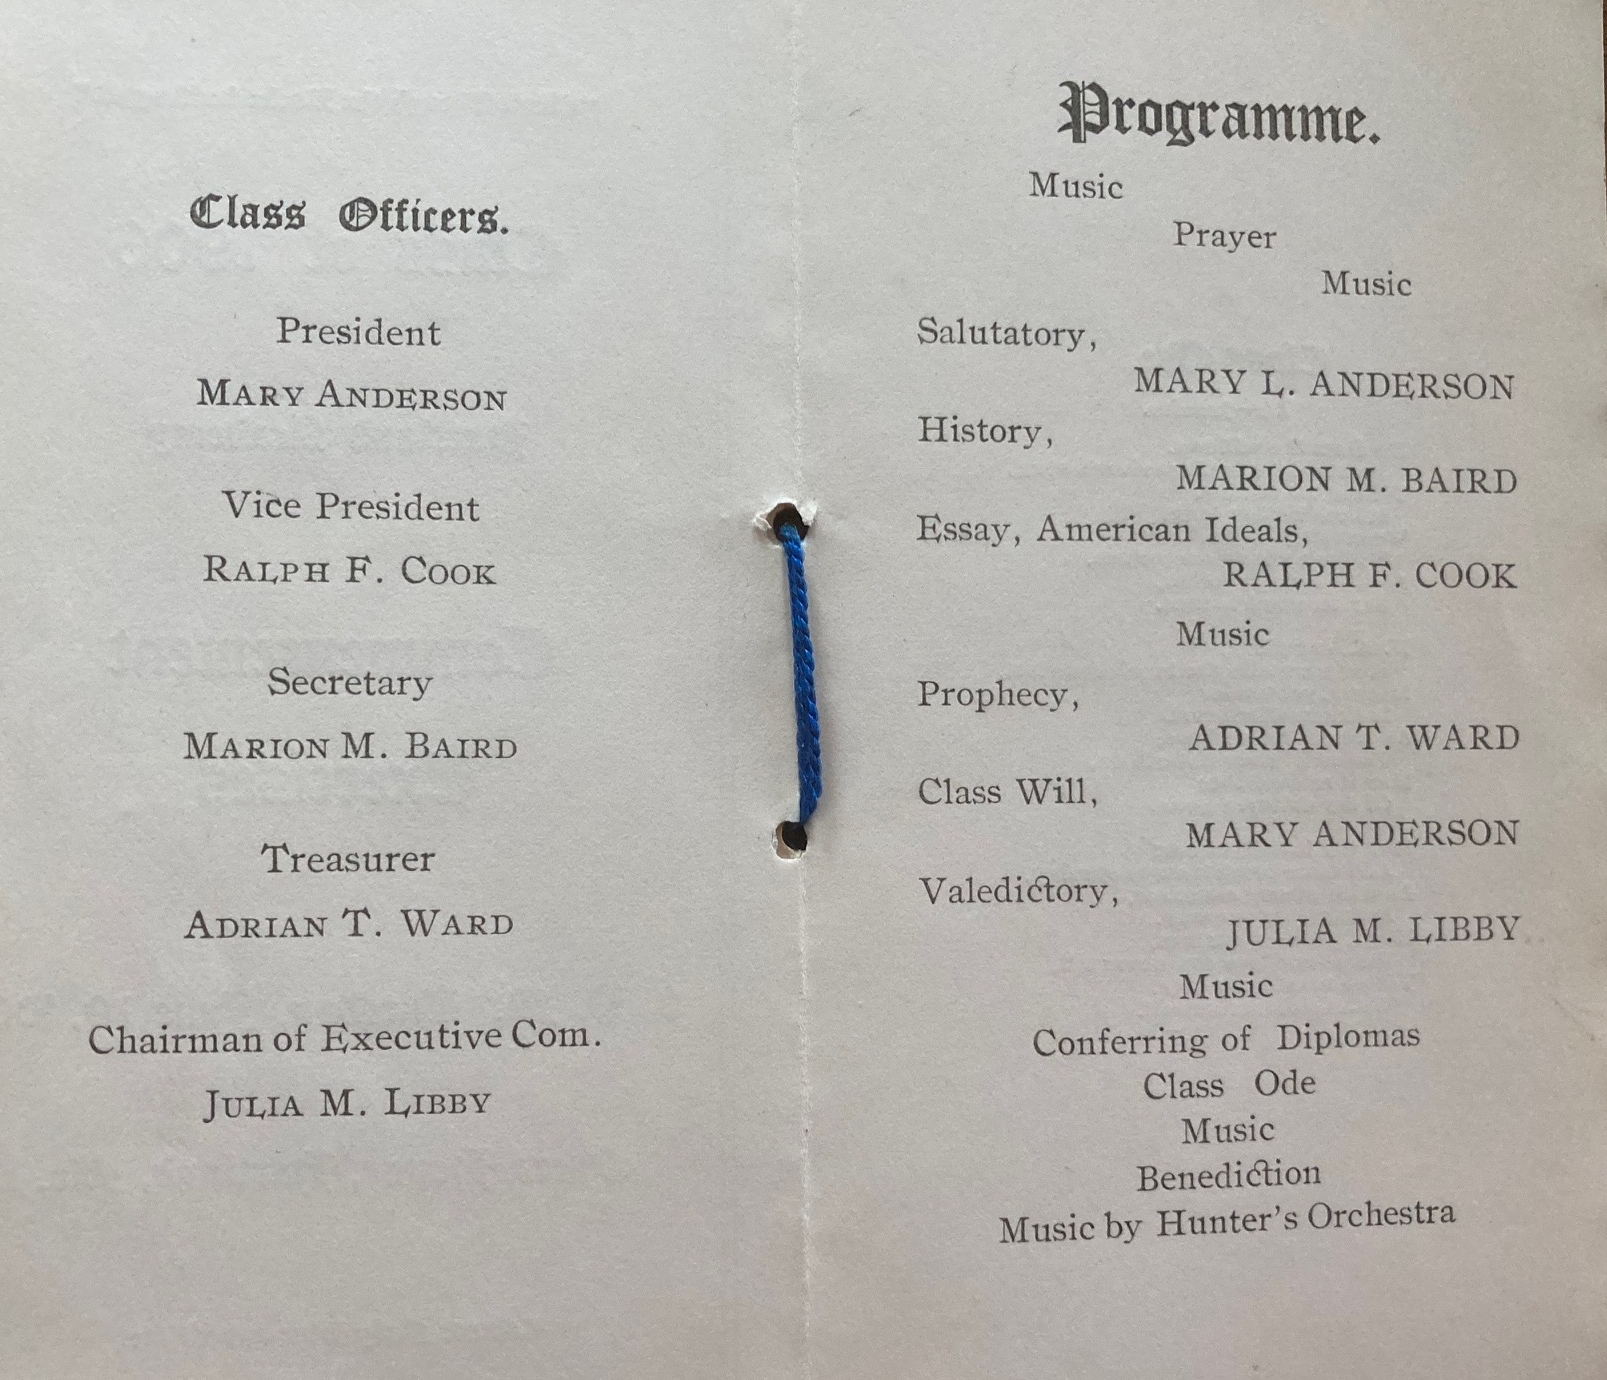 Class Officers.
President
MARY ANDERSON
Vice President
RALPH F. COOK
Secretary
MARION M. BAIRD
Treasurer
ADRIAN T. WARD
Chairman of Executive Com.
JULIA M. LIBBY
Programme.
Music
Prayer
Music
Salutatory,
MARY L. ANDERSON
History,
MARION M. BAIRD
Essay, American Ideals,
RALPH F. COOK
Music
Prophecy,
ADRIAN T. WARD
Class Will,
MARY ANDERSON
Valedictory,
JULIA M. LIBBY
Music
Conferring of Diplomas
Class Ode
Music
Benediction
Music by Hunter's Orchestra